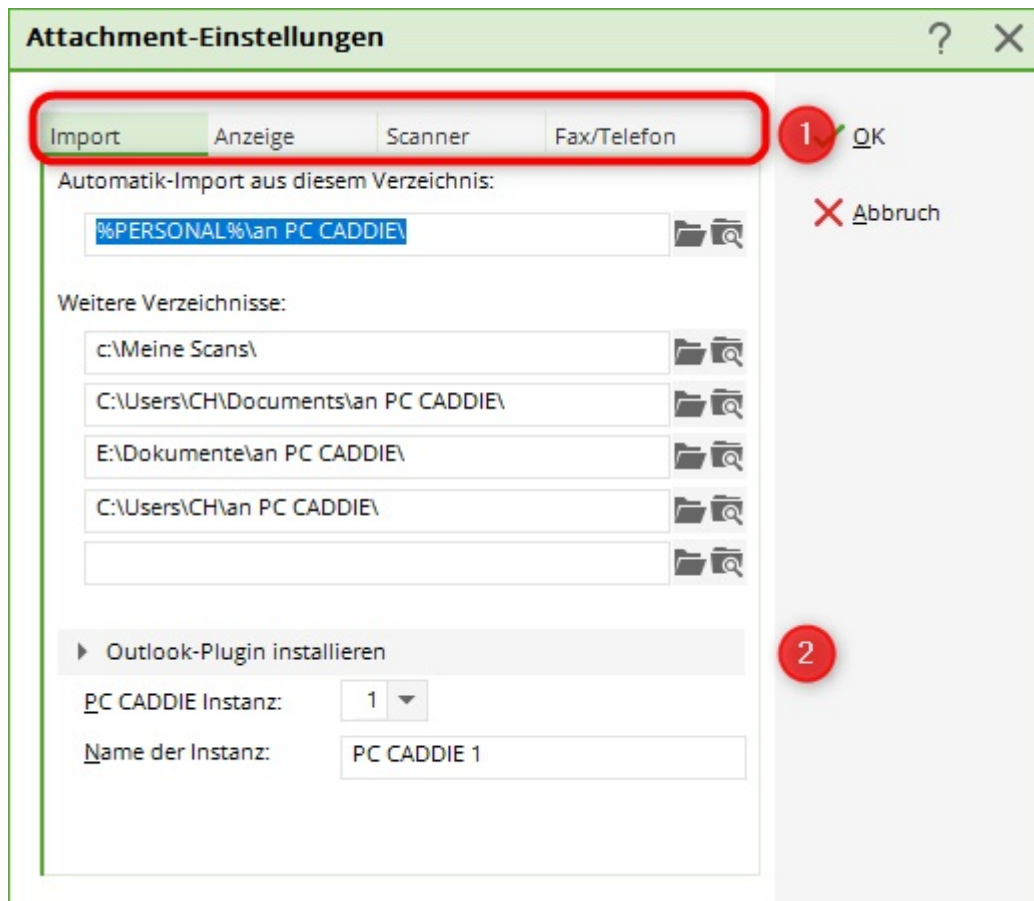 Attachment-Einstellungen ? X
Import Anzeige Scanner Fax/Telefon 1 OK
Automatik-Import aus diesem Verzeichnis:
%PERSONAL%\an PC CADDIE\
Abbruch
Weitere Verzeichnisse:
c:\Meine Scans\
C:\Users\CH\Documents\an PC CADDIE\
E:\Dokumente\an PC CADDIE\
C:\Users\CH\an PC CADDIE\
Outlook-Plugin installieren 2
PC CADDIE Instanz: 1
Name der Instanz: PC CADDIE 1